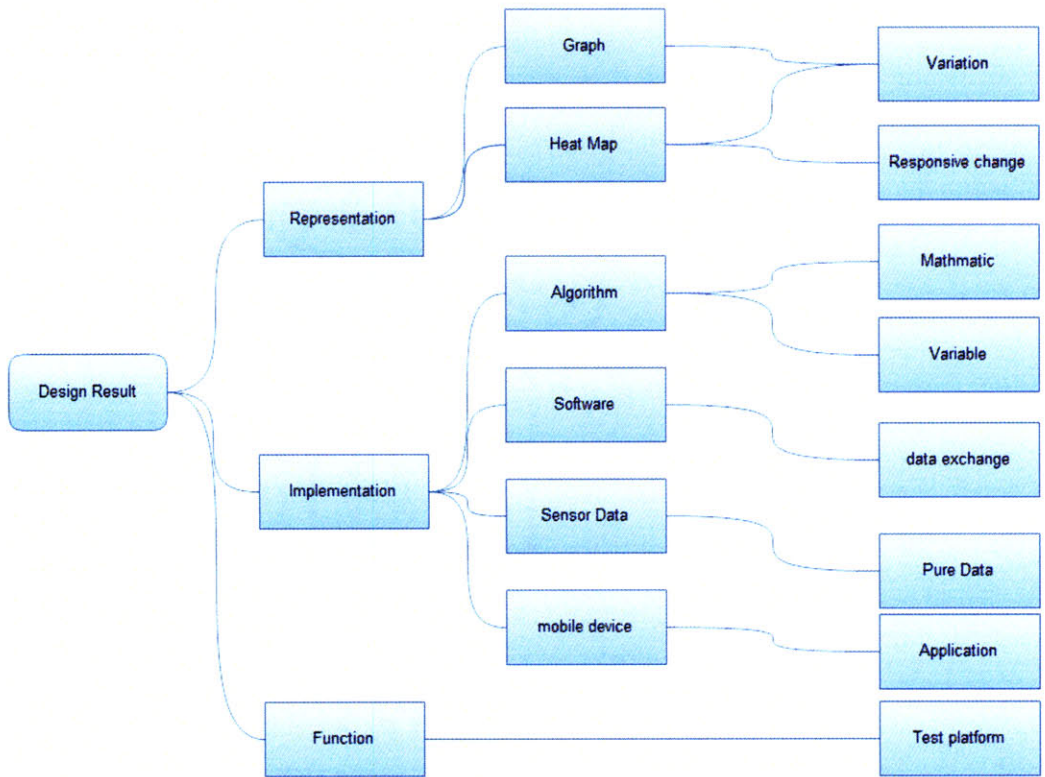 Graph
Variation
Heat Map
Responsive change
Representation
Mathmatic
Algorithm
Variable
Design Result
Software
data exchange
Implementation
Sensor Data
Pure Data
mobile device
Application
Function
Test platform